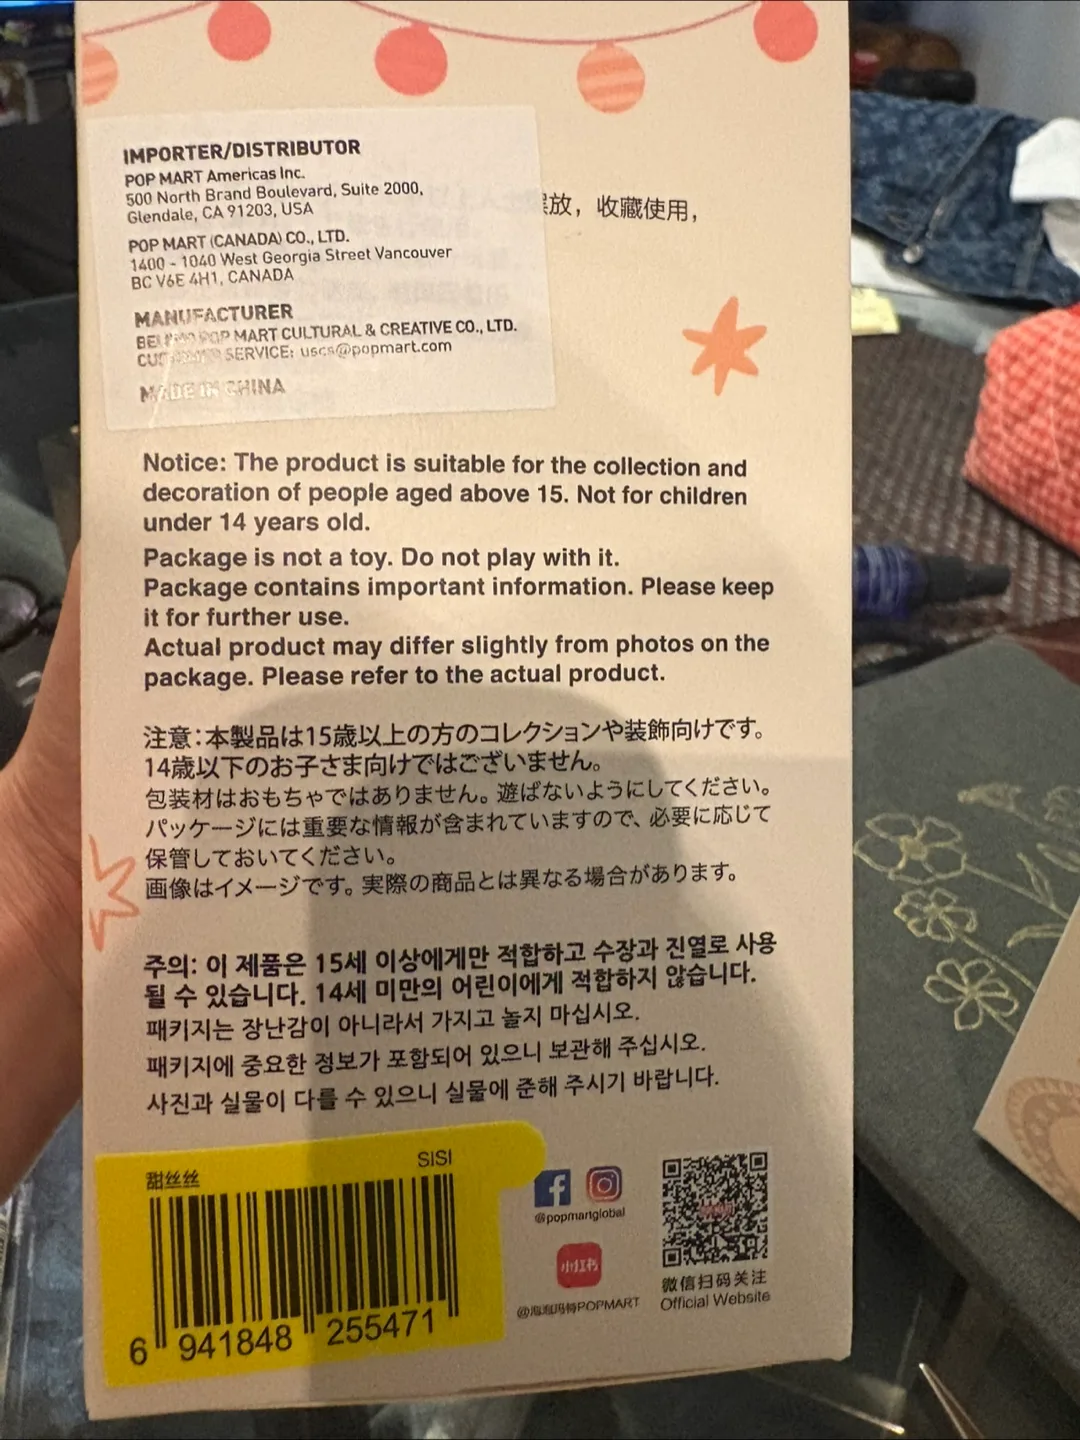 IMPORTER/DISTRIBUTOR
POP MART Americas Inc.
500 North Brand Boulevard, Suite 2000,
Glendale, CA 91203, USA
POP MART (CANADA) CO., LTD.
1400 - 1040 West Georgia Street Vancouver
BC V6E 4H1, CANADA
MANUFACTURER
BEIJING POP MART CULTURAL & CREATIVE CO., LTD.
CUSTOMER SERVICE: uscs@popmart.com
MADE IN CHINA
放，收藏使用，
Notice: The product is suitable for the collection and
decoration of people aged above 15. Not for children
under 14 years old.
Package is not a toy. Do not play with it.
Package contains important information. Please keep
it for further use.
Actual product may differ slightly from photos on the
package. Please refer to the actual product.
注意：本製品は15歳以上の方のコレクションや装飾向けです。
14歳以下のお子さま向けではございません。
包装材はおもちゃではありません。遊ばないようにしてください。
パッケージには重要な情報が含まれていますので、必要に応じて
保管しておいてください。
画像はイメージです。実際の商品とは異なる場合があります。
주의: 이 제품은 15세 이상에게만 적합하고 수장과 진열로 사용
될 수 있습니다. 14세 미만의 어린이에게 적합하지 않습니다.
패키지는 장난감이 아니라서 가지고 놀지 마십시오.
패키지에 중요한 정보가 포함되어 있으니 보관해 주십시오.
사진과 실물이 다를 수 있으니 실물에 준해 주시기 바랍니다.
甜丝丝
SISI
6 941848 255471
@popmartglobal
小红书
@泡泡玛特POPMART
微信扫码关注
Official Website